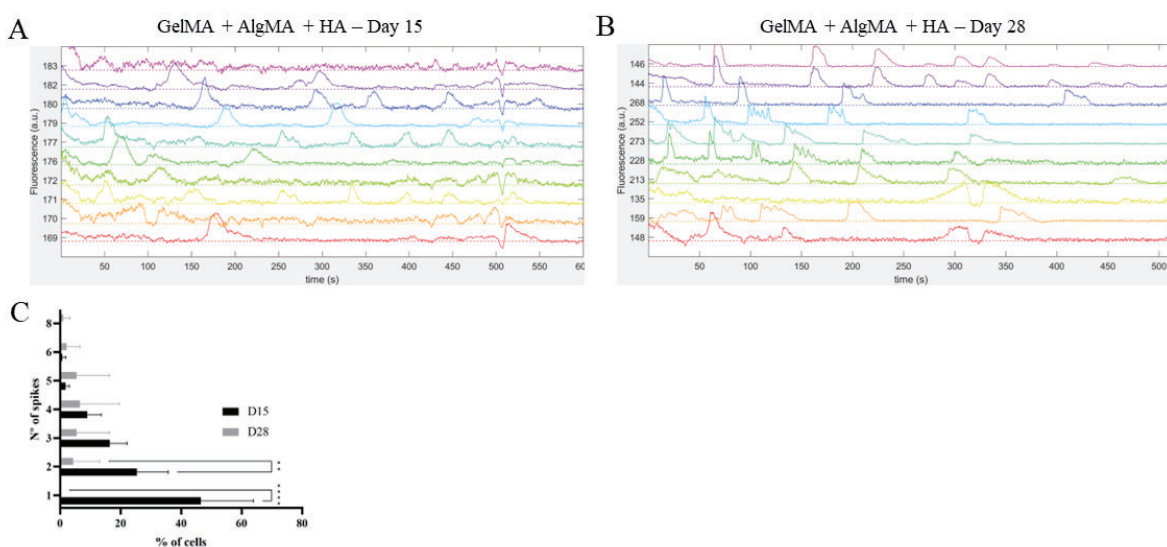 A
GelMA + AlgMA + HA – Day 15
Fluorescence (a.u.)
183
182
180
179
177
176
172
171
170
169
50 100 150 200 250 300 350 400 450 500 550 600
time (s)
B
GelMA + AlgMA + HA – Day 28
Fluorescence (a.u.)
146
144
268
252
273
228
213
135
159
148
50 100 150 200 250 300 350 400 450 500
time (s)
C
N° of spikes
8
6
5
4
3
2
1
D15
D28
**
****
0 20 40 60 80
% of cells